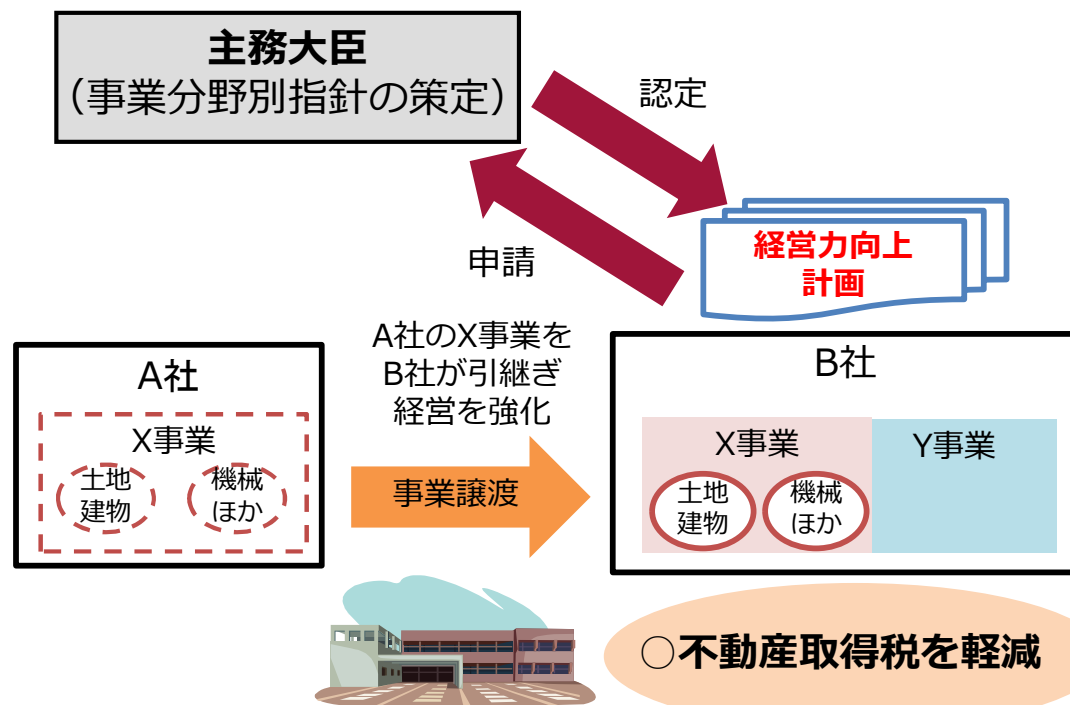 主務大臣
(事業分野別指針の策定)
認定
申請
経営力向上
計画
A社のX事業を
B社が引継ぎ
経営を強化
A社
X事業
土地
建物
機械
ほか
事業譲渡
B社
X事業
土地
建物
機械
ほか
Y事業
○不動産取得税を軽減